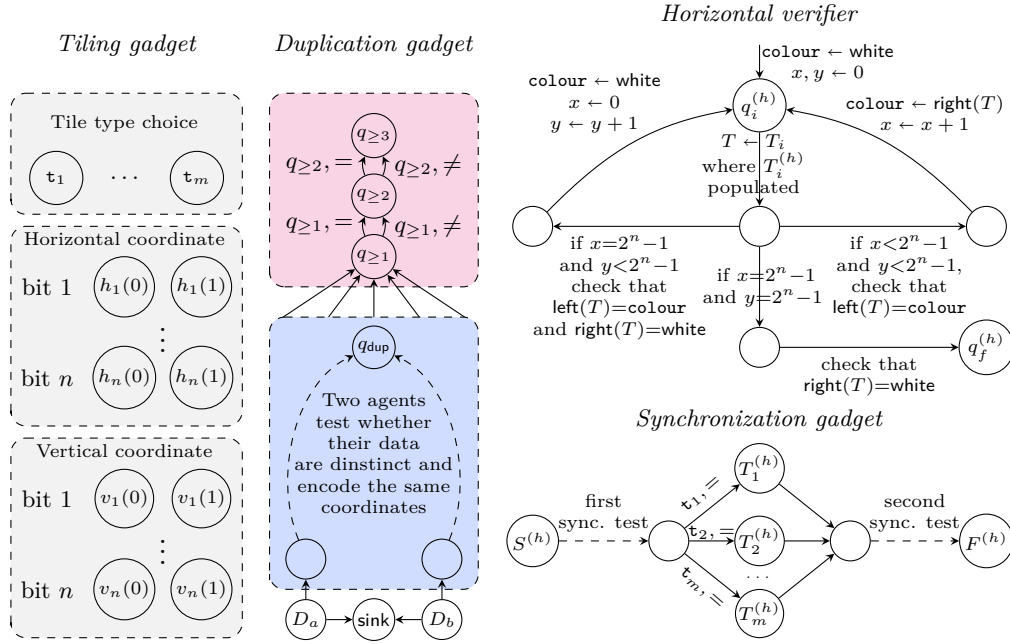 Tiling gadget
Tile type choice
t_1 ... t_m
Horizontal coordinate
bit 1 h_1(0) h_1(1)
⋮
bit n h_n(0) h_n(1)
Vertical coordinate
bit 1 v_1(0) v_1(1)
⋮
bit n v_n(0) v_n(1)
Duplication gadget
q_{≥3}
q_{≥2}, = q_{≥2}, ≠
q_{≥2}
q_{≥1}, = q_{≥1}, ≠
q_{≥1}
q_{dup}
Two agents
test whether
their data
are dinstinct and
encode the same
coordinates
D_a sink D_b
Horizontal verifier
colour ← white
x, y ← 0
q_i^{(h)}
colour ← white
x ← 0
y ← y + 1
colour ← right(T)
x ← x + 1
T ← T_i
where T_i^{(h)}
populated
if x=2^n−1
and y<2^n−1
check that
left(T)=colour
and right(T)=white
if x=2^n−1
and y=2^n−1
if x<2^n−1
and y<2^n−1,
check that
left(T)=colour
check that
right(T)=white
q_f^{(h)}
Synchronization gadget
S^{(h)}
first
sync. test
t_1, =
t_2, =
t_m, =
T_1^{(h)}
T_2^{(h)}
...
T_m^{(h)}
second
sync. test
F^{(h)}